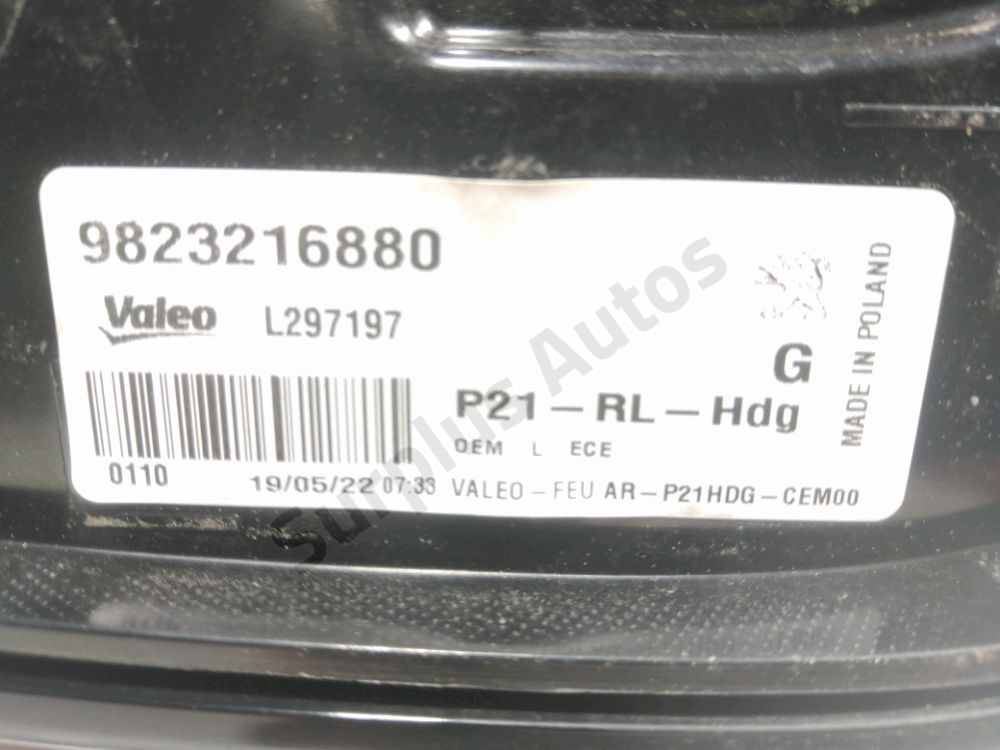 9823216880
Valeo L297197
G
MADE IN POLAND
P21-RL-Hdg
OEM L ECE
0110
19/05/22 07:33 VALEO-FEU AR-P21HDG-CEM00
Surplus Autos